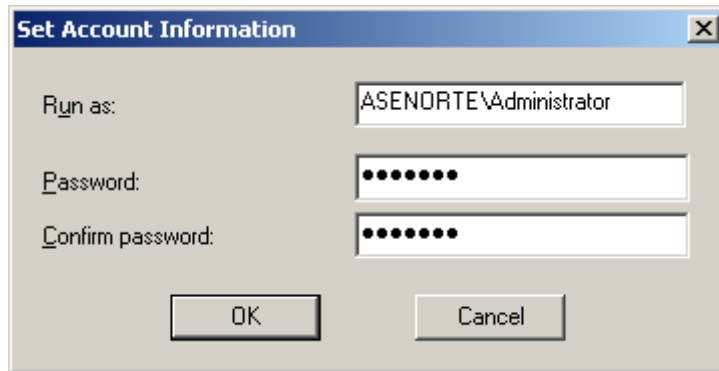 Set Account Information
Run as: ASENORTE\Administrator
Password: •••••••
Confirm password: •••••••
OK Cancel